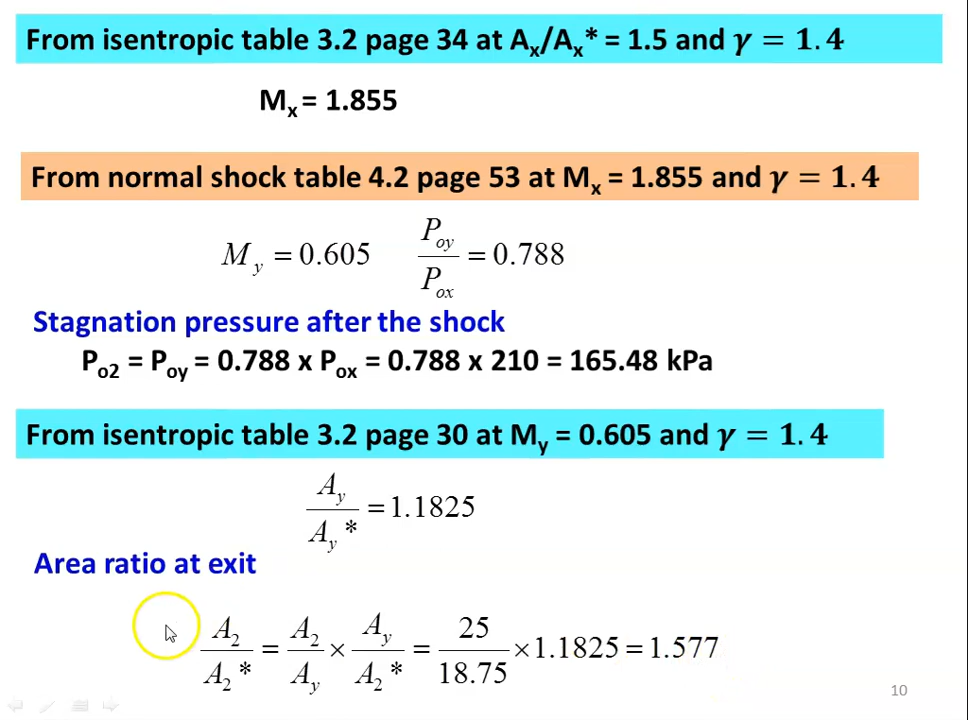 From isentropic table 3.2 page 34 at Aₓ/Aₓ* = 1.5 and γ = 1.4
Mₓ = 1.855
From normal shock table 4.2 page 53 at Mₓ = 1.855 and γ = 1.4
M_y = 0.605 P_oy/P_ox = 0.788
Stagnation pressure after the shock
P_o2 = P_oy = 0.788 x P_ox = 0.788 x 210 = 165.48 kPa
From isentropic table 3.2 page 30 at M_y = 0.605 and γ = 1.4
A_y/A_y* = 1.1825
Area ratio at exit
A_2/A_2* = A_2/A_y × A_y/A_2* = 25/18.75 × 1.1825 = 1.577
10